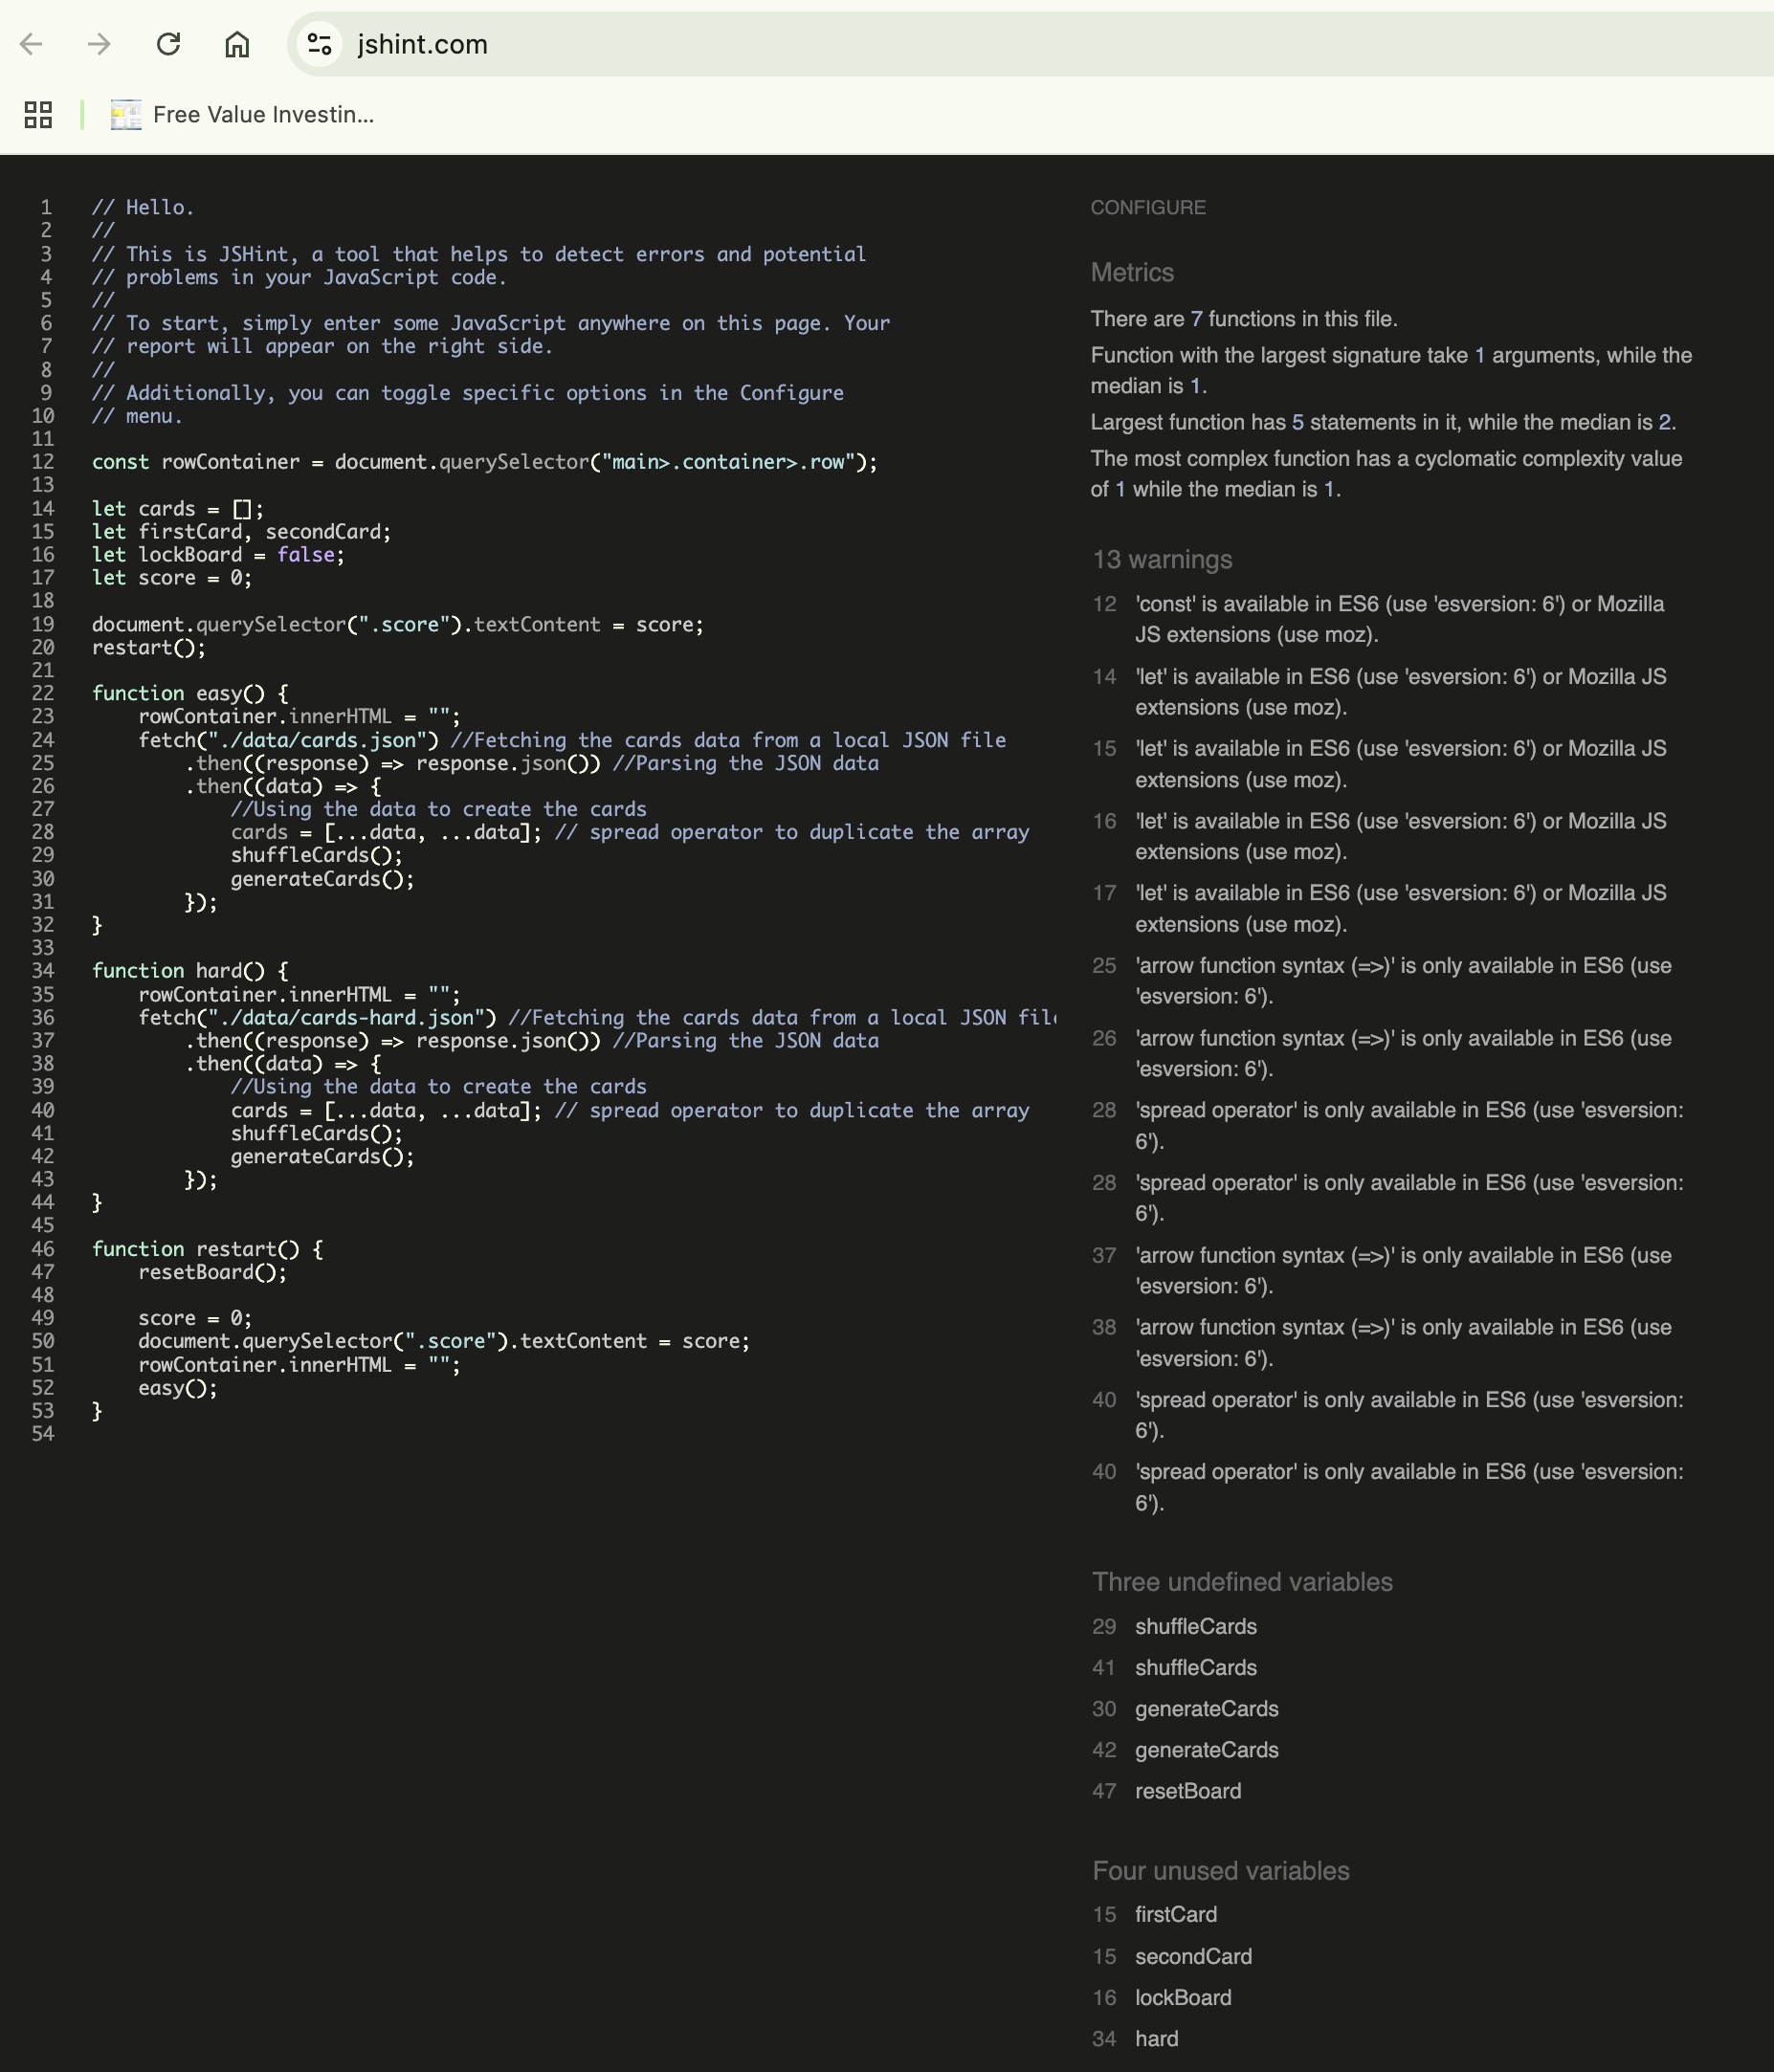 jshint.com
Free Value Investin...
1 // Hello.
2 //
3 // This is JSHint, a tool that helps to detect errors and potential
4 // problems in your JavaScript code.
5 //
6 // To start, simply enter some JavaScript anywhere on this page. Your
7 // report will appear on the right side.
8 //
9 // Additionally, you can toggle specific options in the Configure
10 // menu.
11
12 const rowContainer = document.querySelector("main>.container>.row");
13
14 let cards = [];
15 let firstCard, secondCard;
16 let lockBoard = false;
17 let score = 0;
18
19 document.querySelector(".score").textContent = score;
20 restart();
21
22 function easy() {
23     rowContainer.innerHTML = "";
24     fetch("./data/cards.json") //Fetching the cards data from a local JSON file
25         .then((response) => response.json()) //Parsing the JSON data
26         .then((data) => {
27             //Using the data to create the cards
28             cards = [...data, ...data]; // spread operator to duplicate the array
29             shuffleCards();
30             generateCards();
31         });
32 }
33
34 function hard() {
35     rowContainer.innerHTML = "";
36     fetch("./data/cards-hard.json") //Fetching the cards data from a local JSON fil
37         .then((response) => response.json()) //Parsing the JSON data
38         .then((data) => {
39             //Using the data to create the cards
40             cards = [...data, ...data]; // spread operator to duplicate the array
41             shuffleCards();
42             generateCards();
43         });
44 }
45
46 function restart() {
47     resetBoard();
48
49     score = 0;
50     document.querySelector(".score").textContent = score;
51     rowContainer.innerHTML = "";
52     easy();
53 }
54
CONFIGURE
Metrics
There are 7 functions in this file.
Function with the largest signature take 1 arguments, while the
median is 1.
Largest function has 5 statements in it, while the median is 2.
The most complex function has a cyclomatic complexity value
of 1 while the median is 1.
13 warnings
12 'const' is available in ES6 (use 'esversion: 6') or Mozilla
JS extensions (use moz).
14 'let' is available in ES6 (use 'esversion: 6') or Mozilla JS
extensions (use moz).
15 'let' is available in ES6 (use 'esversion: 6') or Mozilla JS
extensions (use moz).
16 'let' is available in ES6 (use 'esversion: 6') or Mozilla JS
extensions (use moz).
17 'let' is available in ES6 (use 'esversion: 6') or Mozilla JS
extensions (use moz).
25 'arrow function syntax (=>)' is only available in ES6 (use
'esversion: 6').
26 'arrow function syntax (=>)' is only available in ES6 (use
'esversion: 6').
28 'spread operator' is only available in ES6 (use 'esversion:
6').
28 'spread operator' is only available in ES6 (use 'esversion:
6').
37 'arrow function syntax (=>)' is only available in ES6 (use
'esversion: 6').
38 'arrow function syntax (=>)' is only available in ES6 (use
'esversion: 6').
40 'spread operator' is only available in ES6 (use 'esversion:
6').
40 'spread operator' is only available in ES6 (use 'esversion:
6').
Three undefined variables
29 shuffleCards
41 shuffleCards
30 generateCards
42 generateCards
47 resetBoard
Four unused variables
15 firstCard
15 secondCard
16 lockBoard
34 hard